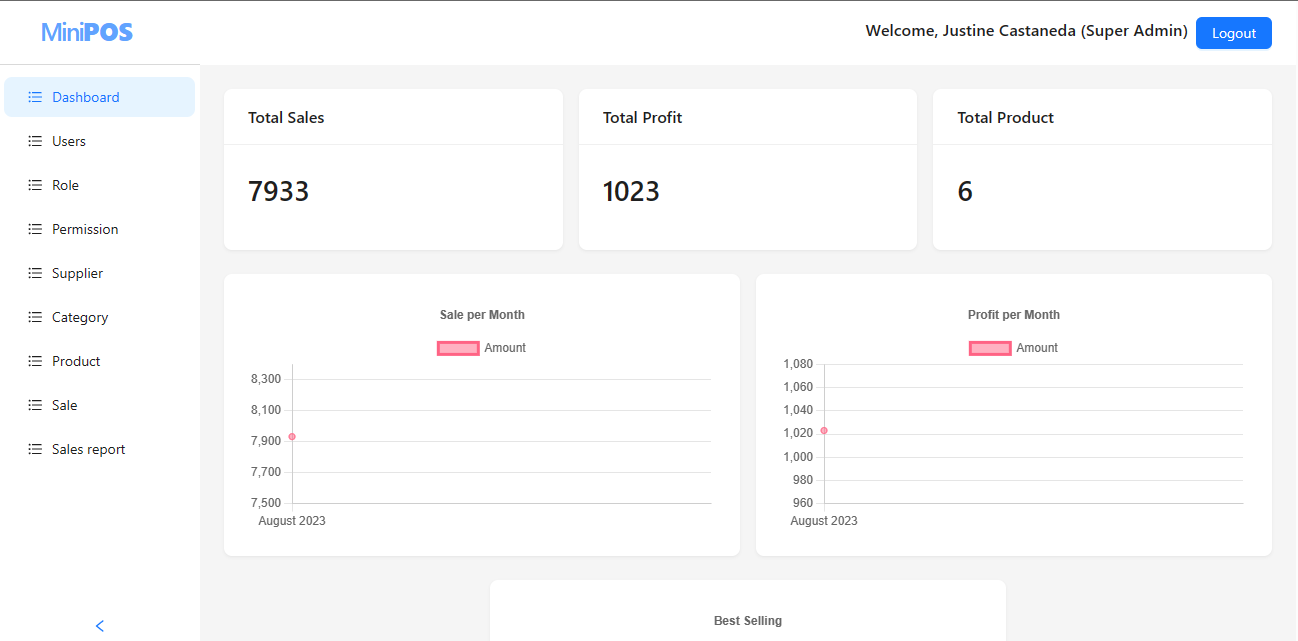 MiniPOS
Welcome, Justine Castaneda (Super Admin)
Logout
Dashboard
Users
Role
Permission
Supplier
Category
Product
Sale
Sales report
Total Sales
7933
Total Profit
1023
Total Product
6
Sale per Month
Amount
8,300
8,100
7,900
7,700
7,500
August 2023
Profit per Month
Amount
1,080
1,060
1,040
1,020
1,000
980
960
August 2023
Best Selling